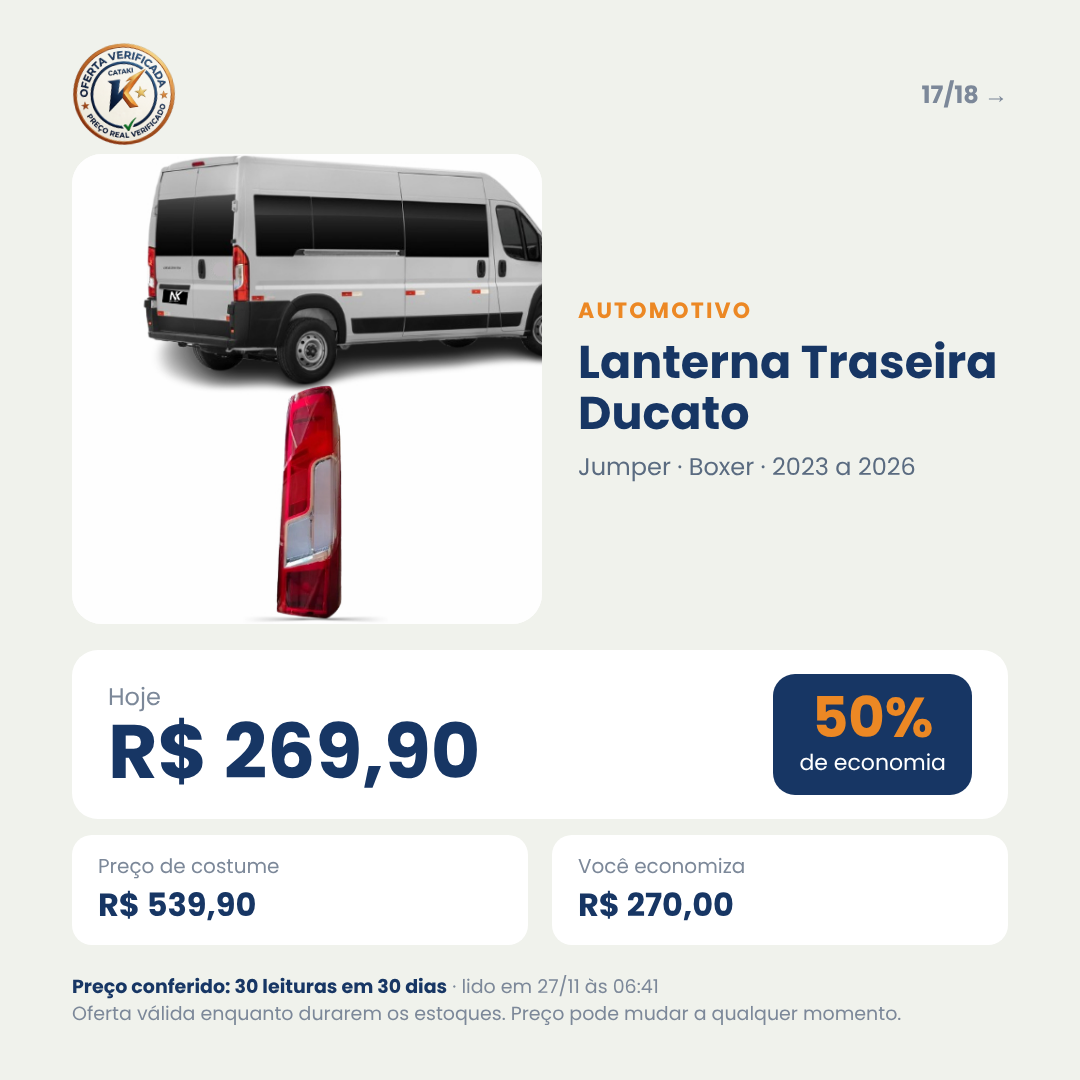 OFERTA VERIFICADA
CATAKI
K
PREÇO REAL VERIFICADO
17/18 →
NK
AUTOMOTIVO
Lanterna Traseira
Ducato
Jumper · Boxer · 2023 a 2026
Hoje
R$ 269,90
50%
de economia
Preço de costume
R$ 539,90
Você economiza
R$ 270,00
Preço conferido: 30 leituras em 30 dias · lido em 27/11 às 06:41
Oferta válida enquanto durarem os estoques. Preço pode mudar a qualquer momento.